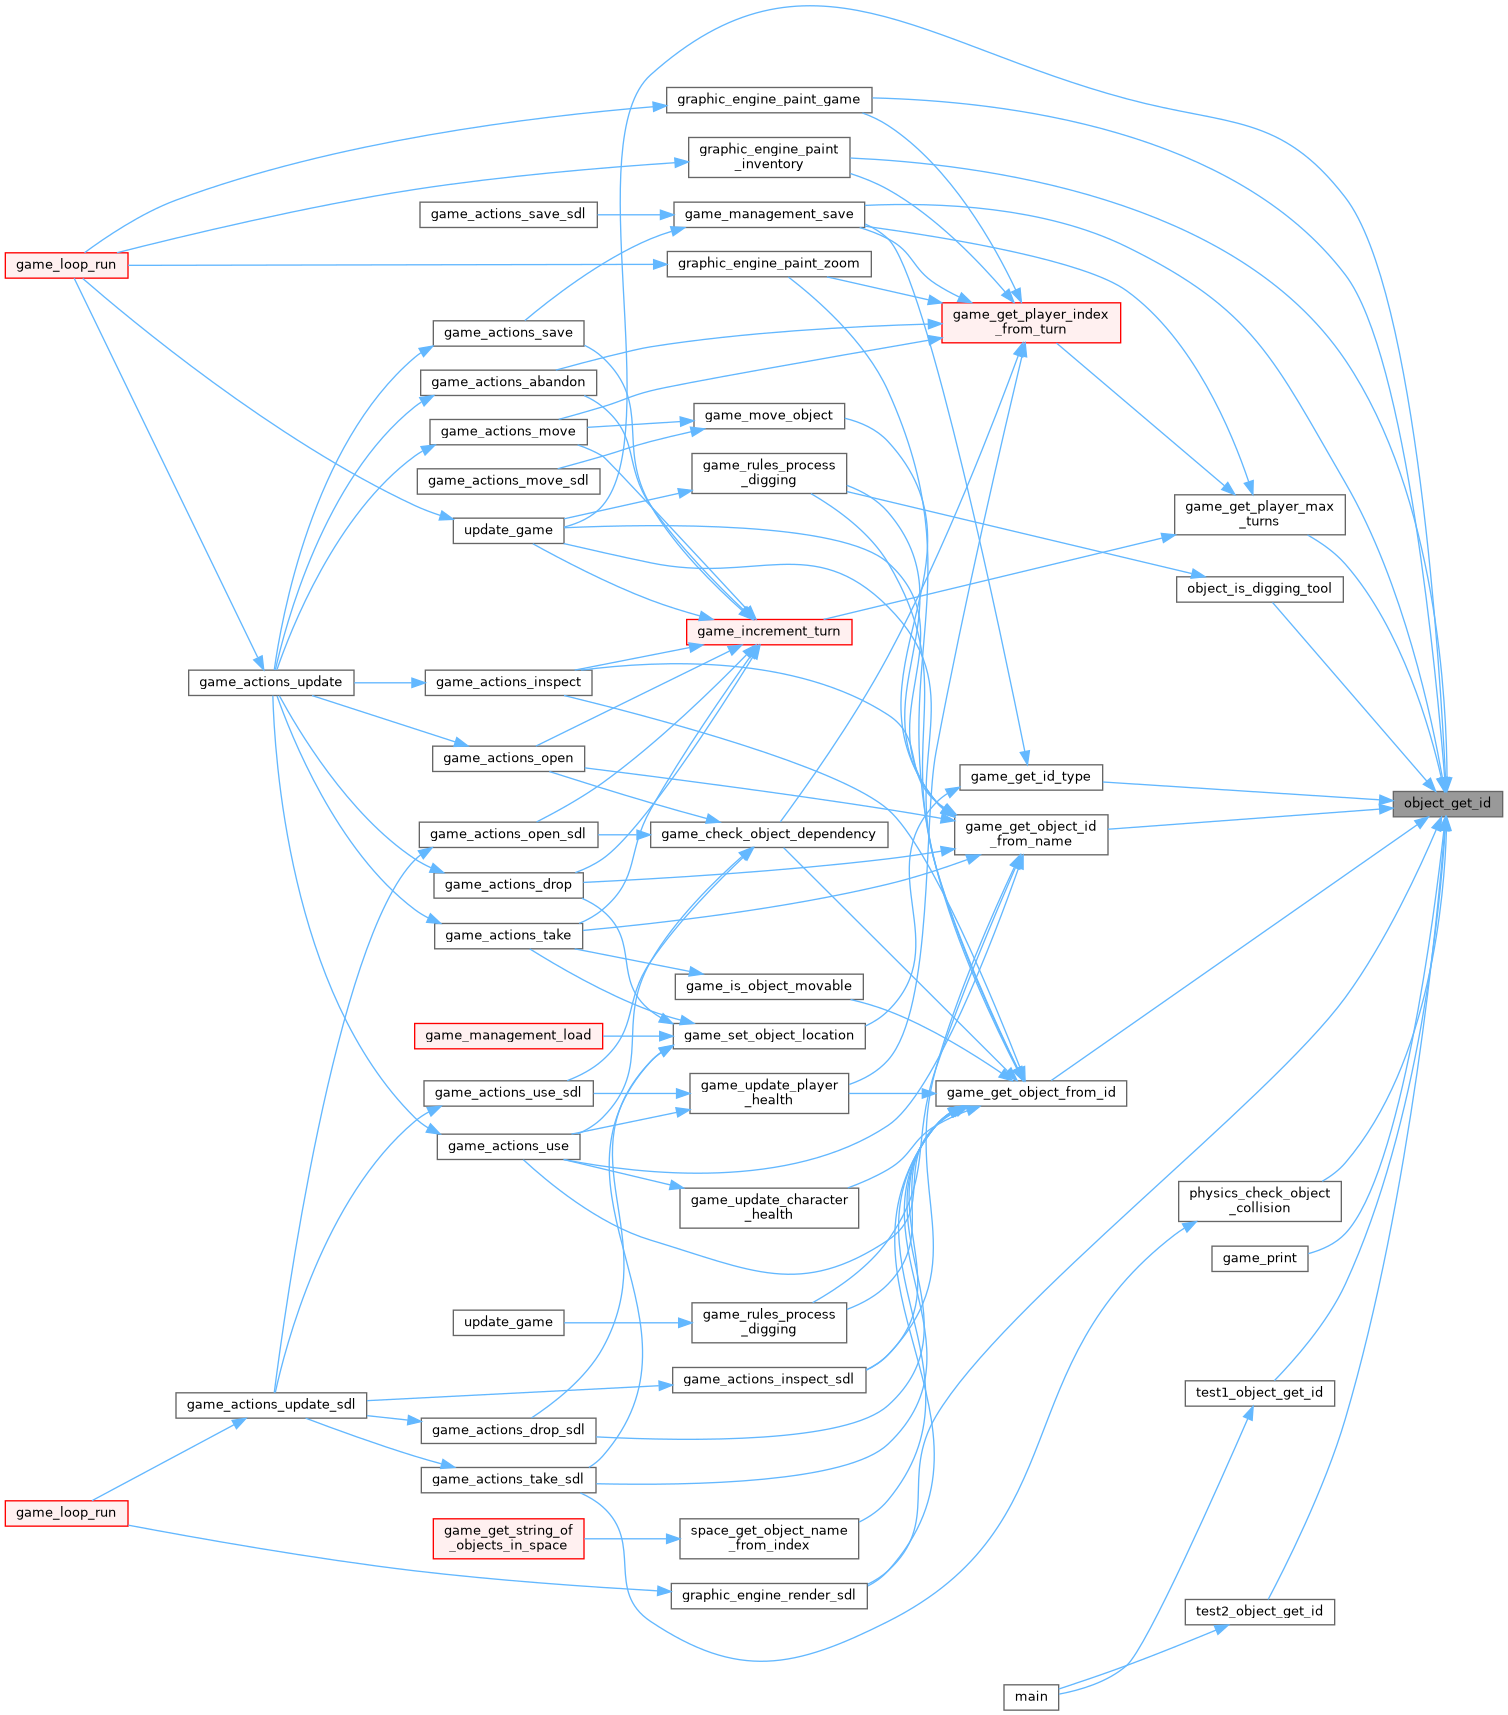 graphic_engine_paint_game
graphic_engine_paint
_inventory
game_actions_save_sdl
game_management_save
game_loop_run
graphic_engine_paint_zoom
game_get_player_index
_from_turn
game_actions_save
game_actions_abandon
game_actions_move
game_move_object
game_actions_move_sdl
game_rules_process
_digging
update_game
game_get_player_max
_turns
object_is_digging_tool
game_increment_turn
game_actions_update
game_actions_inspect
game_actions_open
game_get_id_type
object_get_id
game_actions_open_sdl
game_check_object_dependency
game_get_object_id
_from_name
game_actions_drop
game_actions_take
game_is_object_movable
game_management_load
game_set_object_location
game_actions_use_sdl
game_update_player
_health
game_get_object_from_id
game_actions_use
game_update_character
_health
physics_check_object
_collision
game_print
update_game
game_rules_process
_digging
game_actions_inspect_sdl
test1_object_get_id
game_actions_update_sdl
game_actions_drop_sdl
game_actions_take_sdl
game_loop_run
game_get_string_of
_objects_in_space
space_get_object_name
_from_index
graphic_engine_render_sdl
test2_object_get_id
main